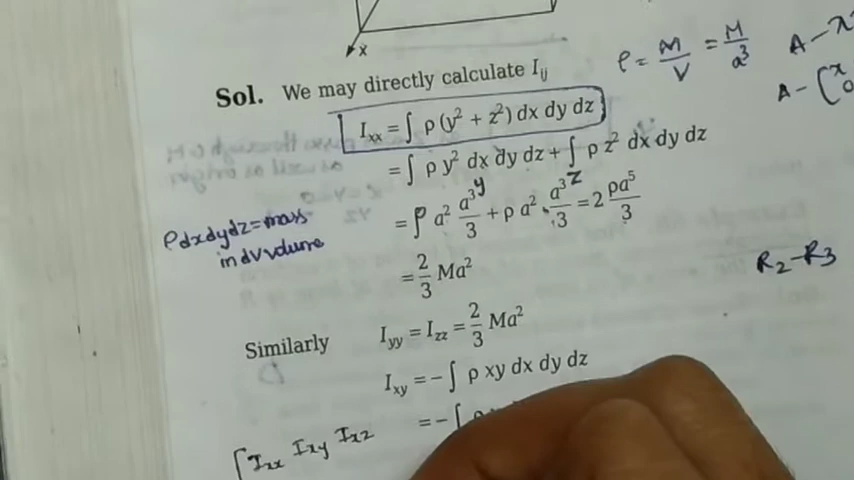 x
Sol. We may directly calculate I_ij
ρ = M/V = M/a³
A - λ
A - (x
0
I_xx = ∫ ρ(y² + z²) dx dy dz
= ∫ ρ y² dx dy dz + ∫ ρ z² dx dy dz
= ρ a² a³/3 y + ρ a² · a³/3 z = 2 ρa⁵/3
ρdxdydz = mass
in dV volume
= 2/3 Ma²
R₂-R₃
Similarly I_yy = I_zz = 2/3 Ma²
I_xy = - ∫ ρ xy dx dy dz
= - ∫ ρ
[I_xx I_xy I_xz